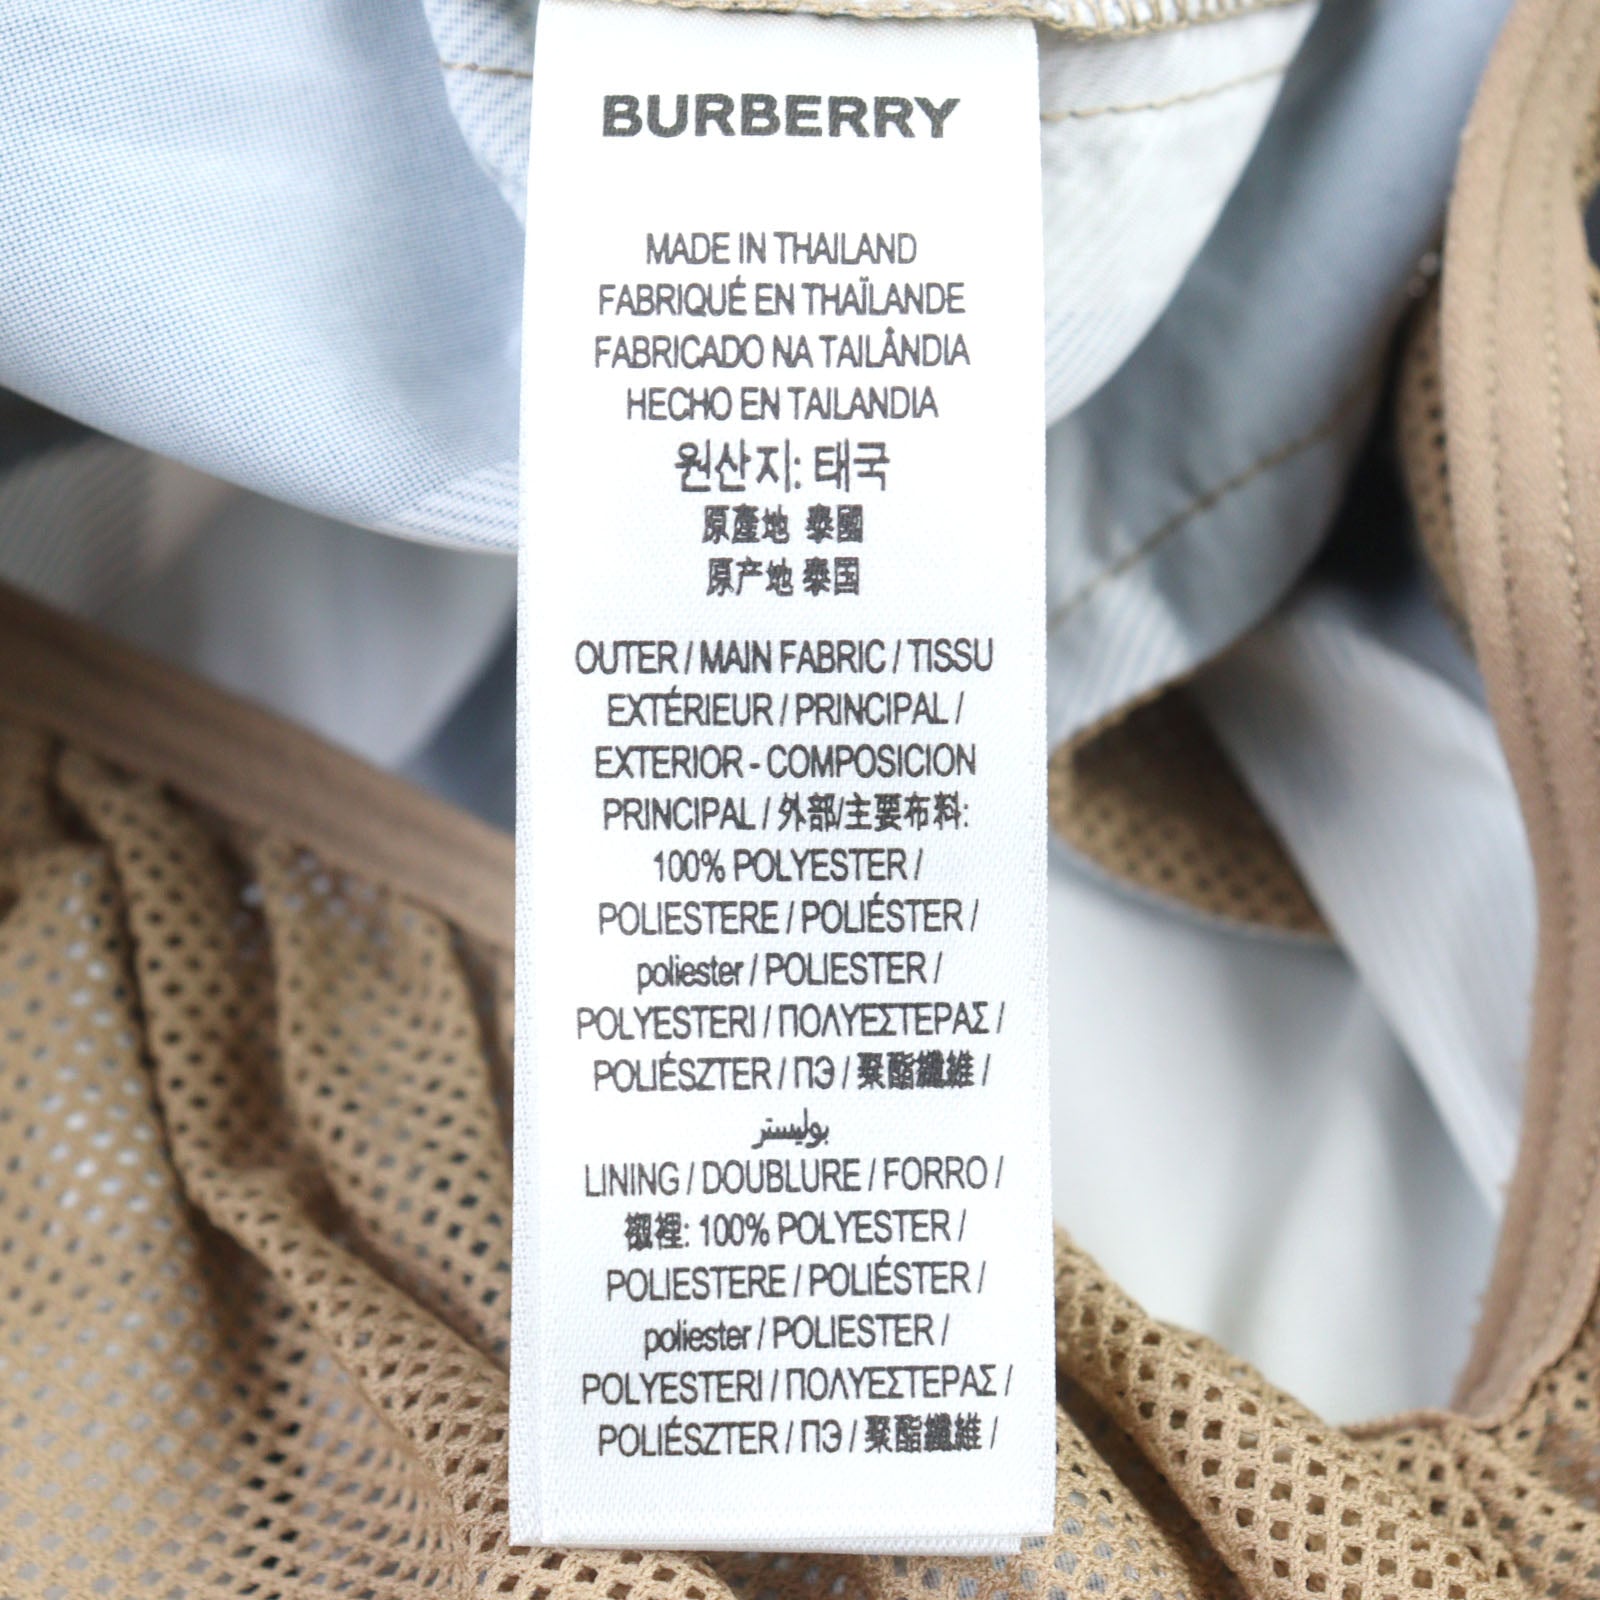 BURBERRY
MADE IN THAILAND
FABRIQUÉ EN THAÏLANDE
FABRICADO NA TAILÂNDIA
HECHO EN TAILANDIA
원산지: 태국
原產地 泰國
原产地 泰国
OUTER / MAIN FABRIC / TISSU
EXTÉRIEUR / PRINCIPAL /
EXTERIOR - COMPOSICION
PRINCIPAL / 外部/主要布料:
100% POLYESTER /
POLIESTERE / POLIÉSTER /
poliester / POLIESTER /
POLYESTERI / ΠΟΛΥΕΣΤΕΡΑΣ /
POLIÉSZTER / ПЭ / 聚酯纖維 /
بوليستر
LINING / DOUBLURE / FORRO /
襯裡: 100% POLYESTER /
POLIESTERE / POLIÉSTER /
poliester / POLIESTER /
POLYESTERI / ΠΟΛΥΕΣΤΕΡΑΣ /
POLIÉSZTER / ПЭ / 聚酯纖維 /